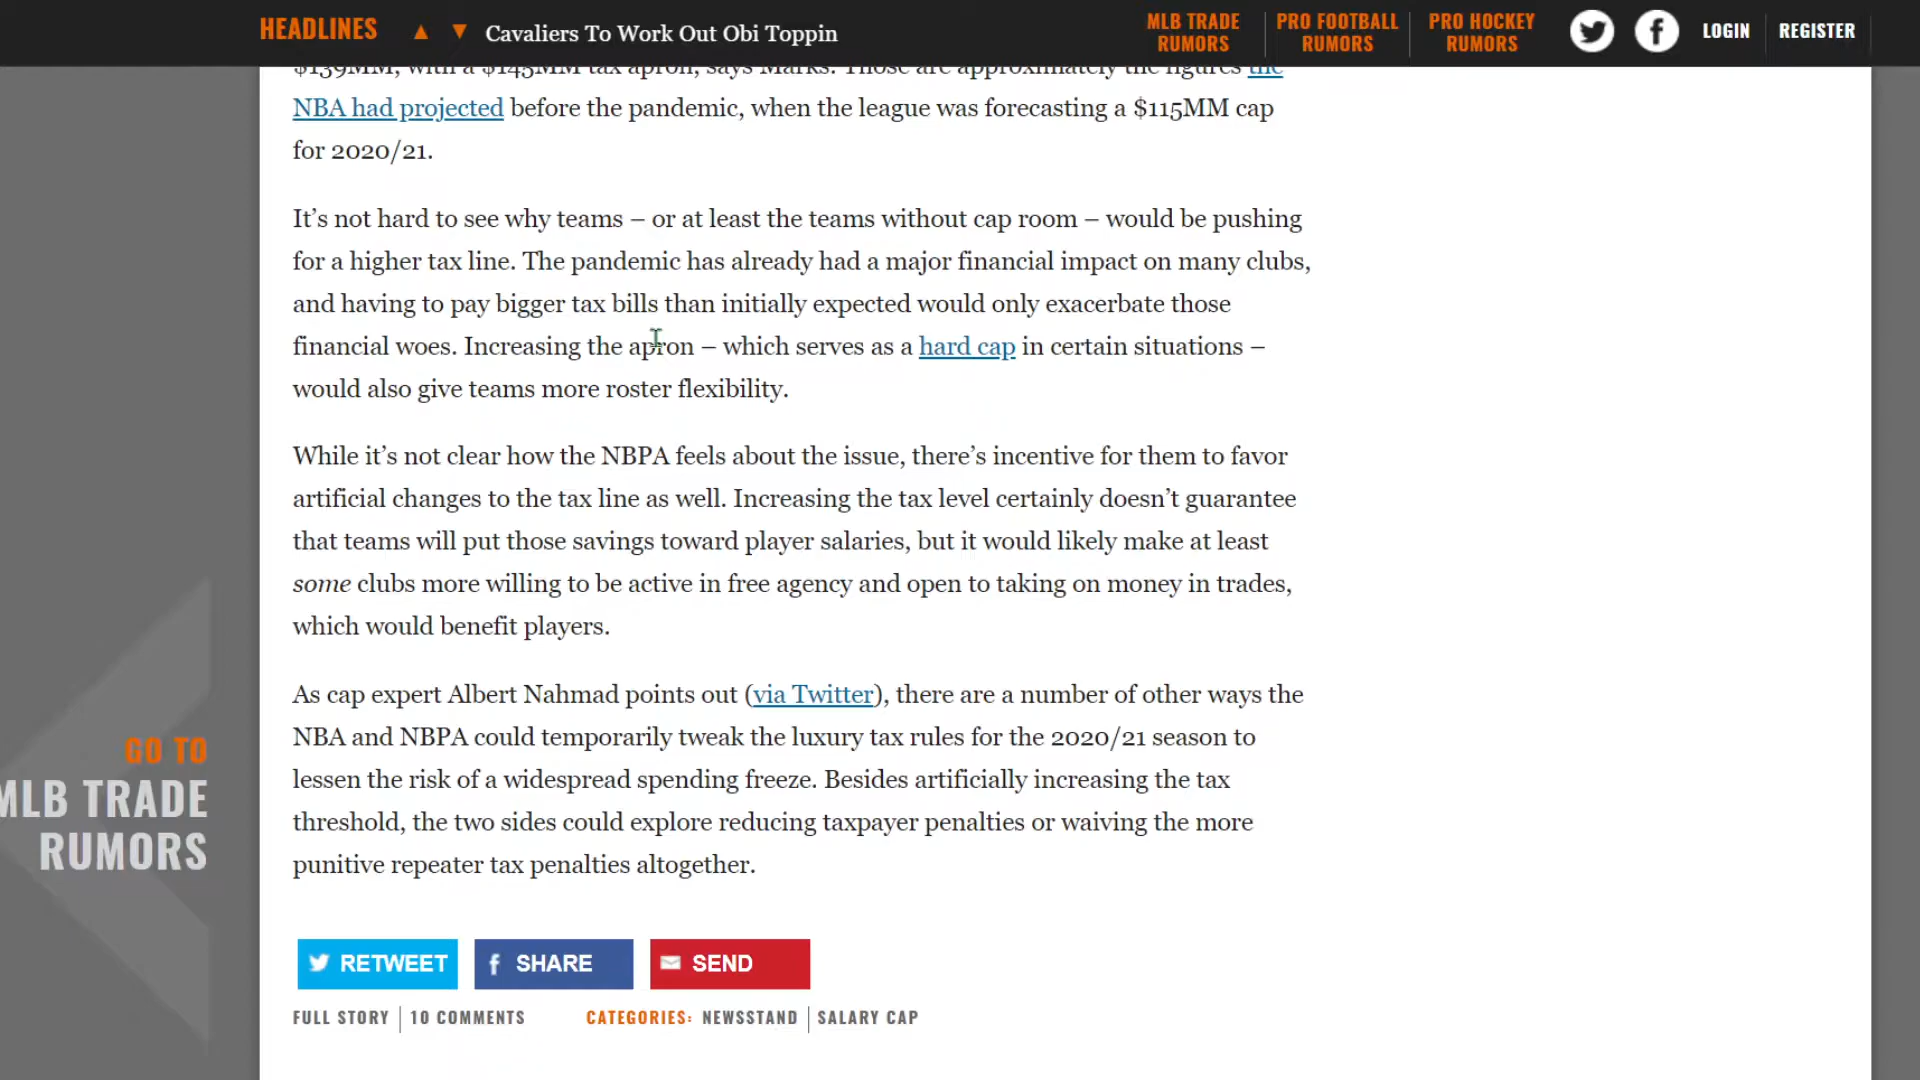 HEADLINES ▲ ▼ Cavaliers To Work Out Obi Toppin
MLB TRADE RUMORS
PRO FOOTBALL RUMORS
PRO HOCKEY RUMORS
LOGIN
REGISTER
$139MM, with a $145MM tax apron, says Marks. Those are approximately the figures the
NBA had projected before the pandemic, when the league was forecasting a $115MM cap
for 2020/21.
It’s not hard to see why teams – or at least the teams without cap room – would be pushing
for a higher tax line. The pandemic has already had a major financial impact on many clubs,
and having to pay bigger tax bills than initially expected would only exacerbate those
financial woes. Increasing the apron – which serves as a hard cap in certain situations –
would also give teams more roster flexibility.
While it’s not clear how the NBPA feels about the issue, there’s incentive for them to favor
artificial changes to the tax line as well. Increasing the tax level certainly doesn’t guarantee
that teams will put those savings toward player salaries, but it would likely make at least
some clubs more willing to be active in free agency and open to taking on money in trades,
which would benefit players.
As cap expert Albert Nahmad points out (via Twitter), there are a number of other ways the
NBA and NBPA could temporarily tweak the luxury tax rules for the 2020/21 season to
lessen the risk of a widespread spending freeze. Besides artificially increasing the tax
threshold, the two sides could explore reducing taxpayer penalties or waiving the more
punitive repeater tax penalties altogether.
GO TO
MLB TRADE
RUMORS
RETWEET
SHARE
SEND
FULL STORY | 10 COMMENTS
CATEGORIES: NEWSSTAND | SALARY CAP